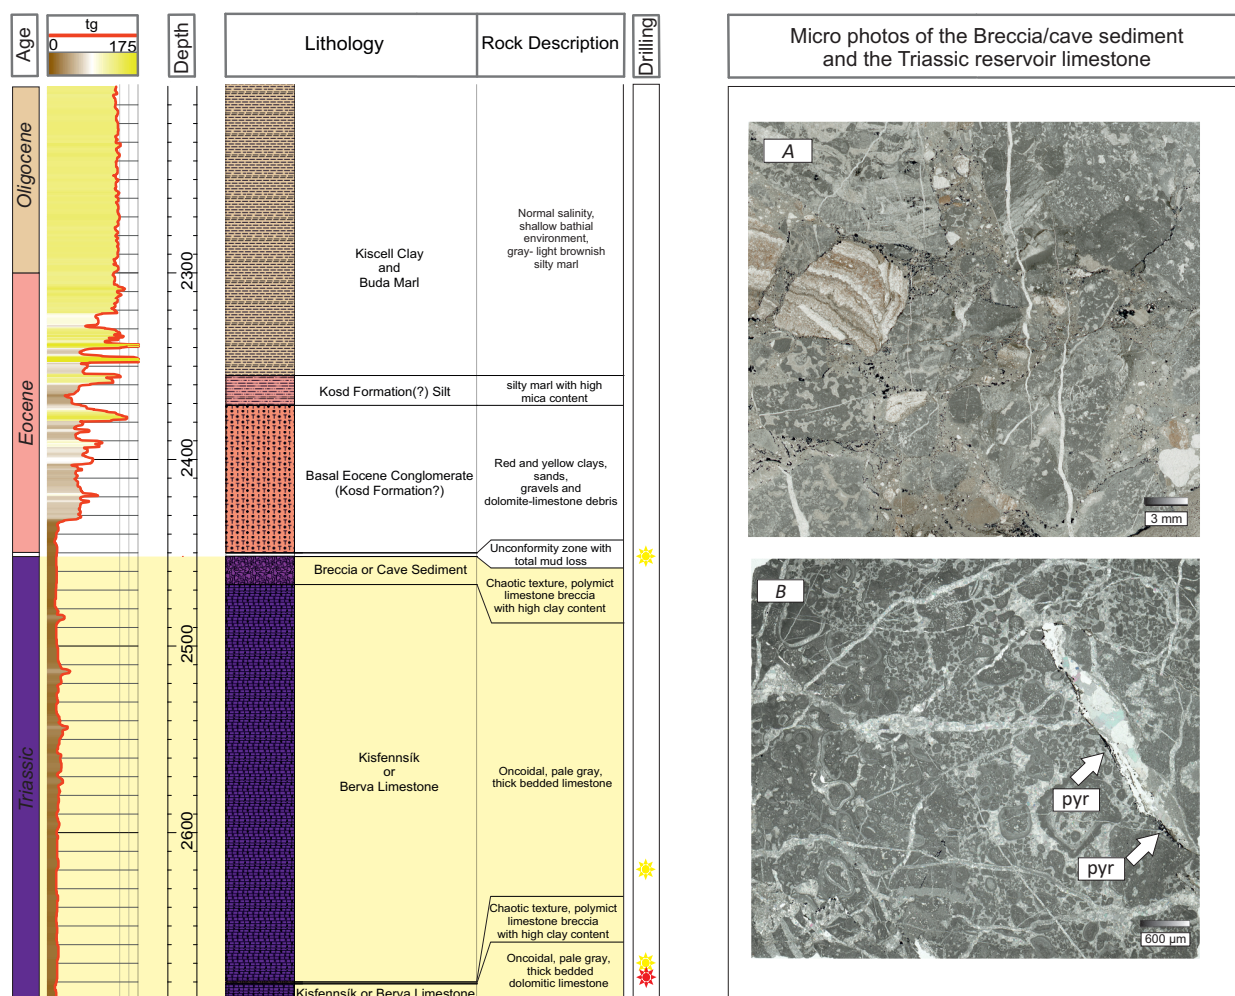 Age
tg
0 175
Depth
Lithology
Rock Description
Drilling
Oligocene
Eocene
Triassic
2300
2400
2500
2600
Kiscell Clay
and
Buda Marl
Normal salinity,
shallow bathial
environment,
gray- light brownish
silty marl
Kosd Formation(?) Silt
silty marl with high
mica content
Basal Eocene Conglomerate
(Kosd Formation?)
Red and yellow clays,
sands,
gravels and
dolomite-limestone debris
Unconformity zone with
total mud loss
Breccia or Cave Sediment
Chaotic texture, polymict
limestone breccia
with high clay content
Kisfennsík
or
Berva Limestone
Oncoidal, pale gray,
thick bedded limestone
Chaotic texture, polymict
limestone breccia
with high clay content
Oncoidal, pale gray,
thick bedded
dolomitic limestone
Kisfennsík or Berva Limestone
Micro photos of the Breccia/cave sediment
and the Triassic reservoir limestone
A
3 mm
B
pyr
pyr
600 µm